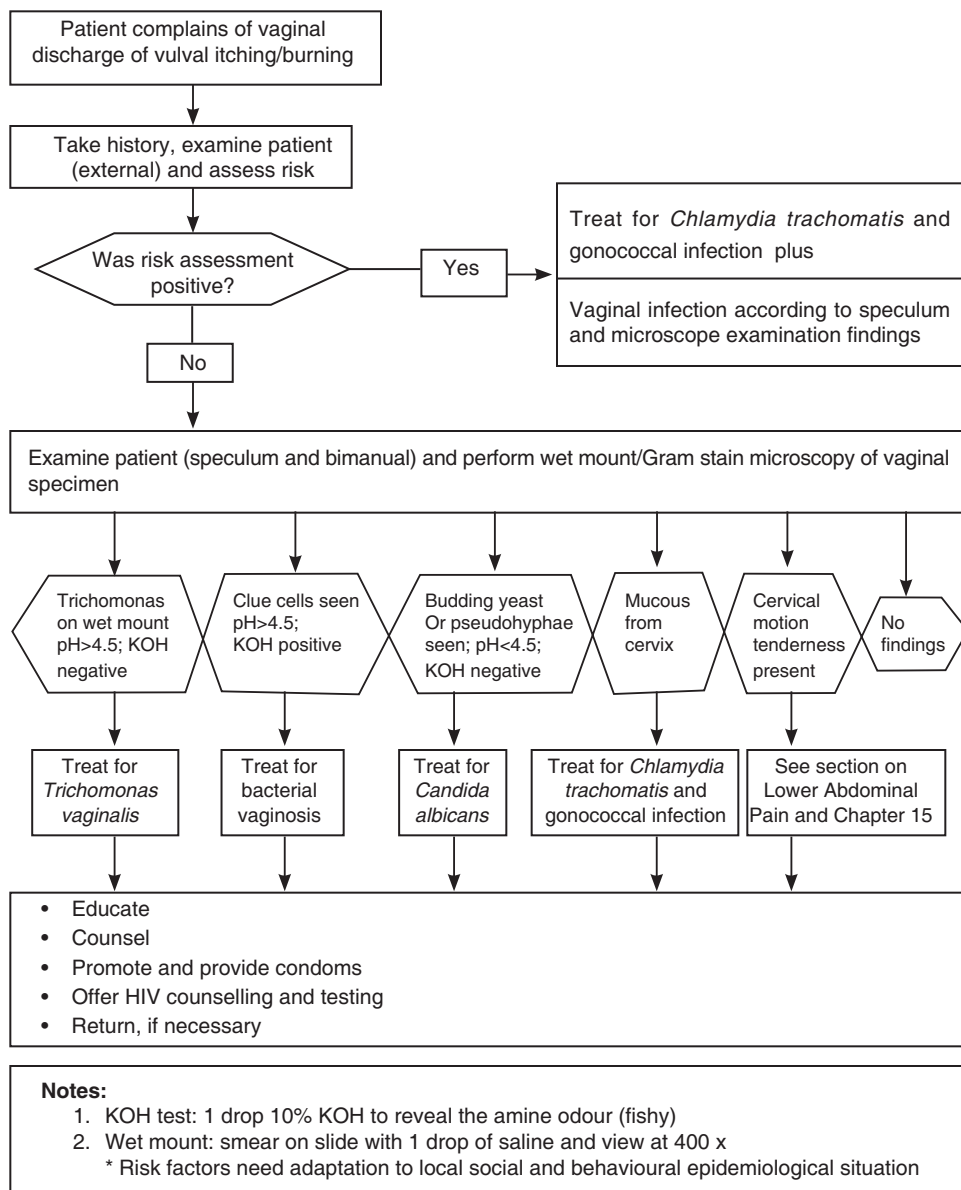 Patient complains of vaginal
discharge of vulval itching/burning
Take history, examine patient
(external) and assess risk
Was risk assessment
positive?
Yes
Treat for Chlamydia trachomatis and
gonococcal infection plus
Vaginal infection according to speculum
and microscope examination findings
No
Examine patient (speculum and bimanual) and perform wet mount/Gram stain microscopy of vaginal
specimen
Trichomonas
on wet mount
pH>4.5; KOH
negative
Clue cells seen
pH>4.5;
KOH positive
Budding yeast
Or pseudohyphae
seen; pH<4.5;
KOH negative
Mucous
from
cervix
Cervical
motion
tenderness
present
No
findings
Treat for
Trichomonas
vaginalis
Treat for
bacterial
vaginosis
Treat for
Candida
albicans
Treat for Chlamydia
trachomatis and
gonococcal infection
See section on
Lower Abdominal
Pain and Chapter 15
• Educate
• Counsel
• Promote and provide condoms
• Offer HIV counselling and testing
• Return, if necessary
Notes:
1. KOH test: 1 drop 10% KOH to reveal the amine odour (fishy)
2. Wet mount: smear on slide with 1 drop of saline and view at 400 x
* Risk factors need adaptation to local social and behavioural epidemiological situation